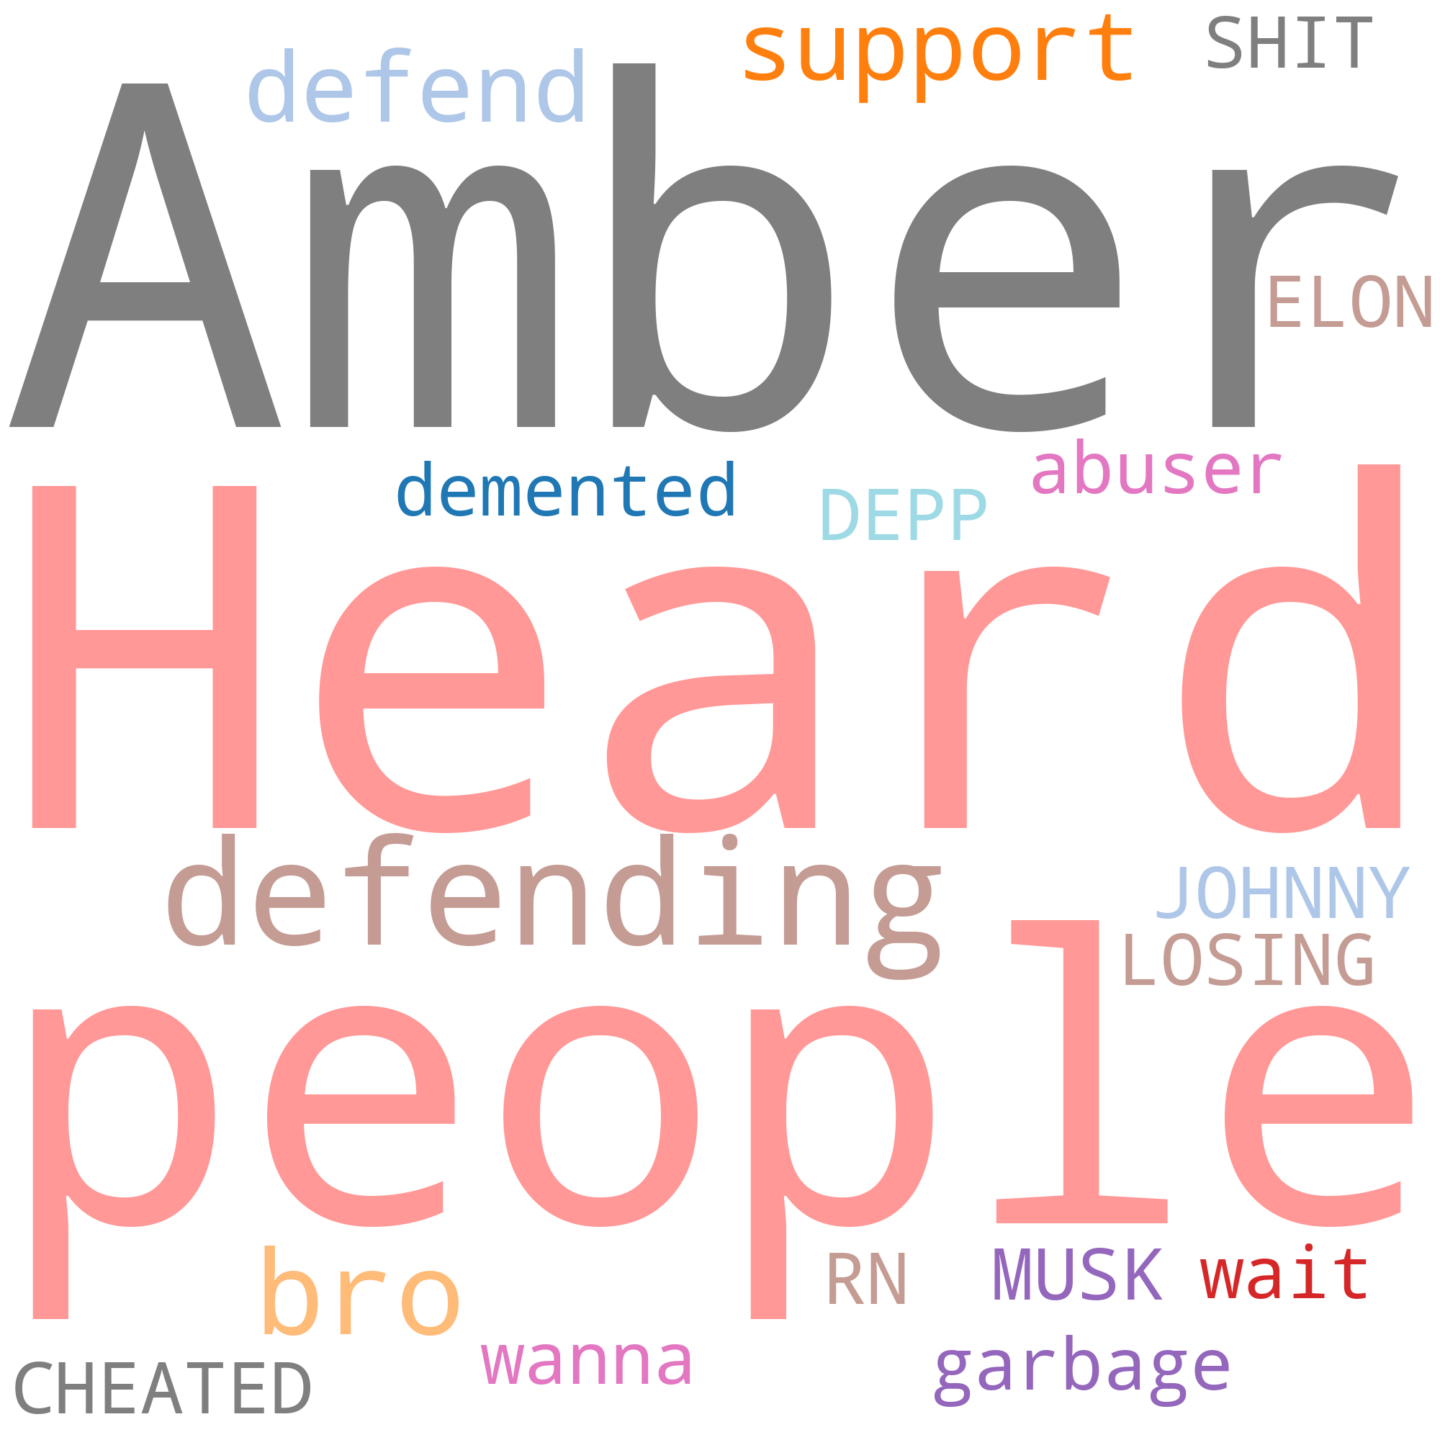 support SHIT
defend
Amber
ELON
abuser
demented DEPP
Heard
defending
JOHNNY
LOSING
people
bro RN MUSK wait
wanna garbage
CHEATED